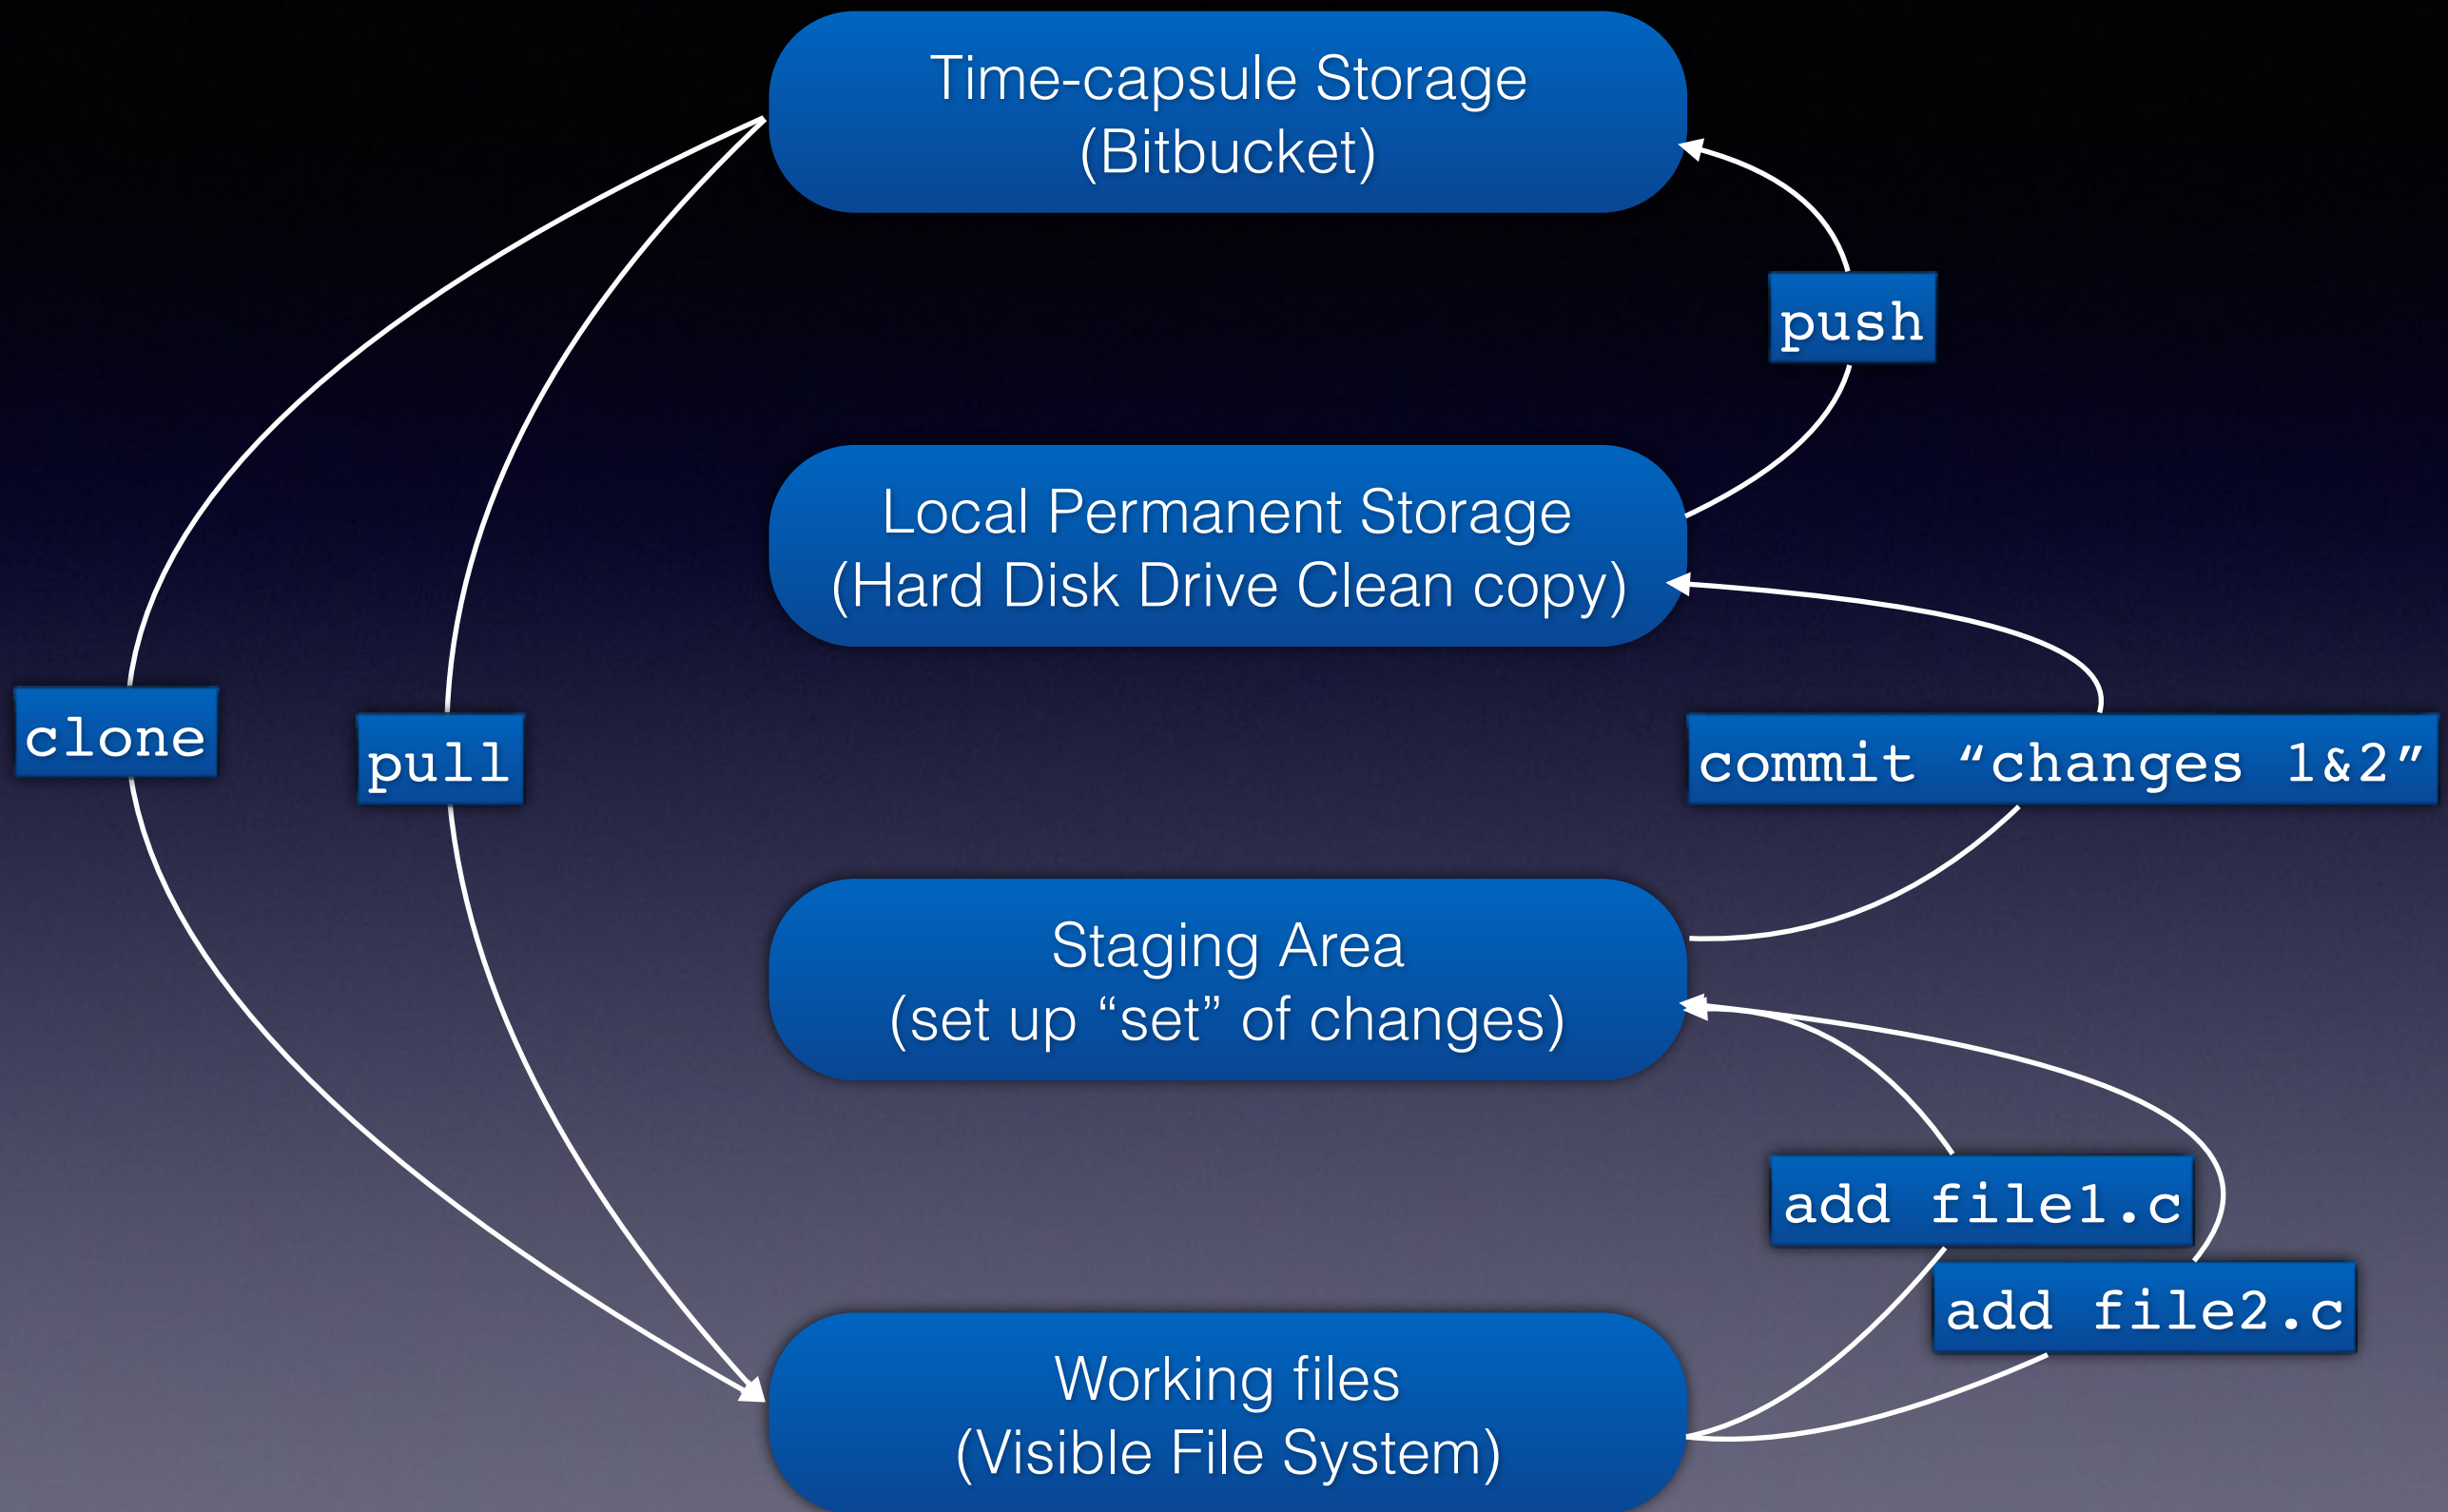 Time-capsule Storage
(Bitbucket)
push
Local Permanent Storage
(Hard Disk Drive Clean copy)
clone
pull
commit “changes 1&2”
Staging Area
(set up “set” of changes)
add file1.c
add file2.c
Working files
(Visible File System)